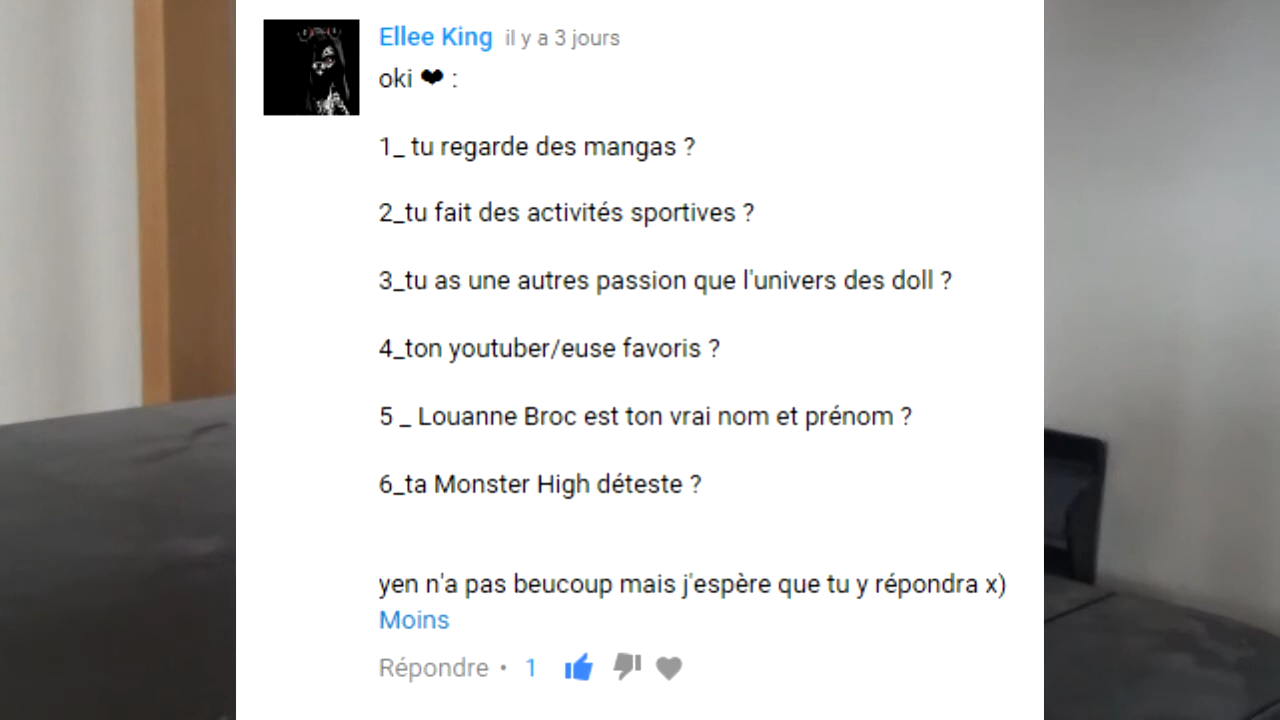 Ellee King il y a 3 jours
oki ❤ :
1_ tu regarde des mangas ?
2_tu fait des activités sportives ?
3_tu as une autres passion que l'univers des doll ?
4_ton youtuber/euse favoris ?
5 _ Louanne Broc est ton vrai nom et prénom ?
6_ta Monster High déteste ?
yen n'a pas beucoup mais j'espère que tu y répondra x)
Moins
Répondre • 1